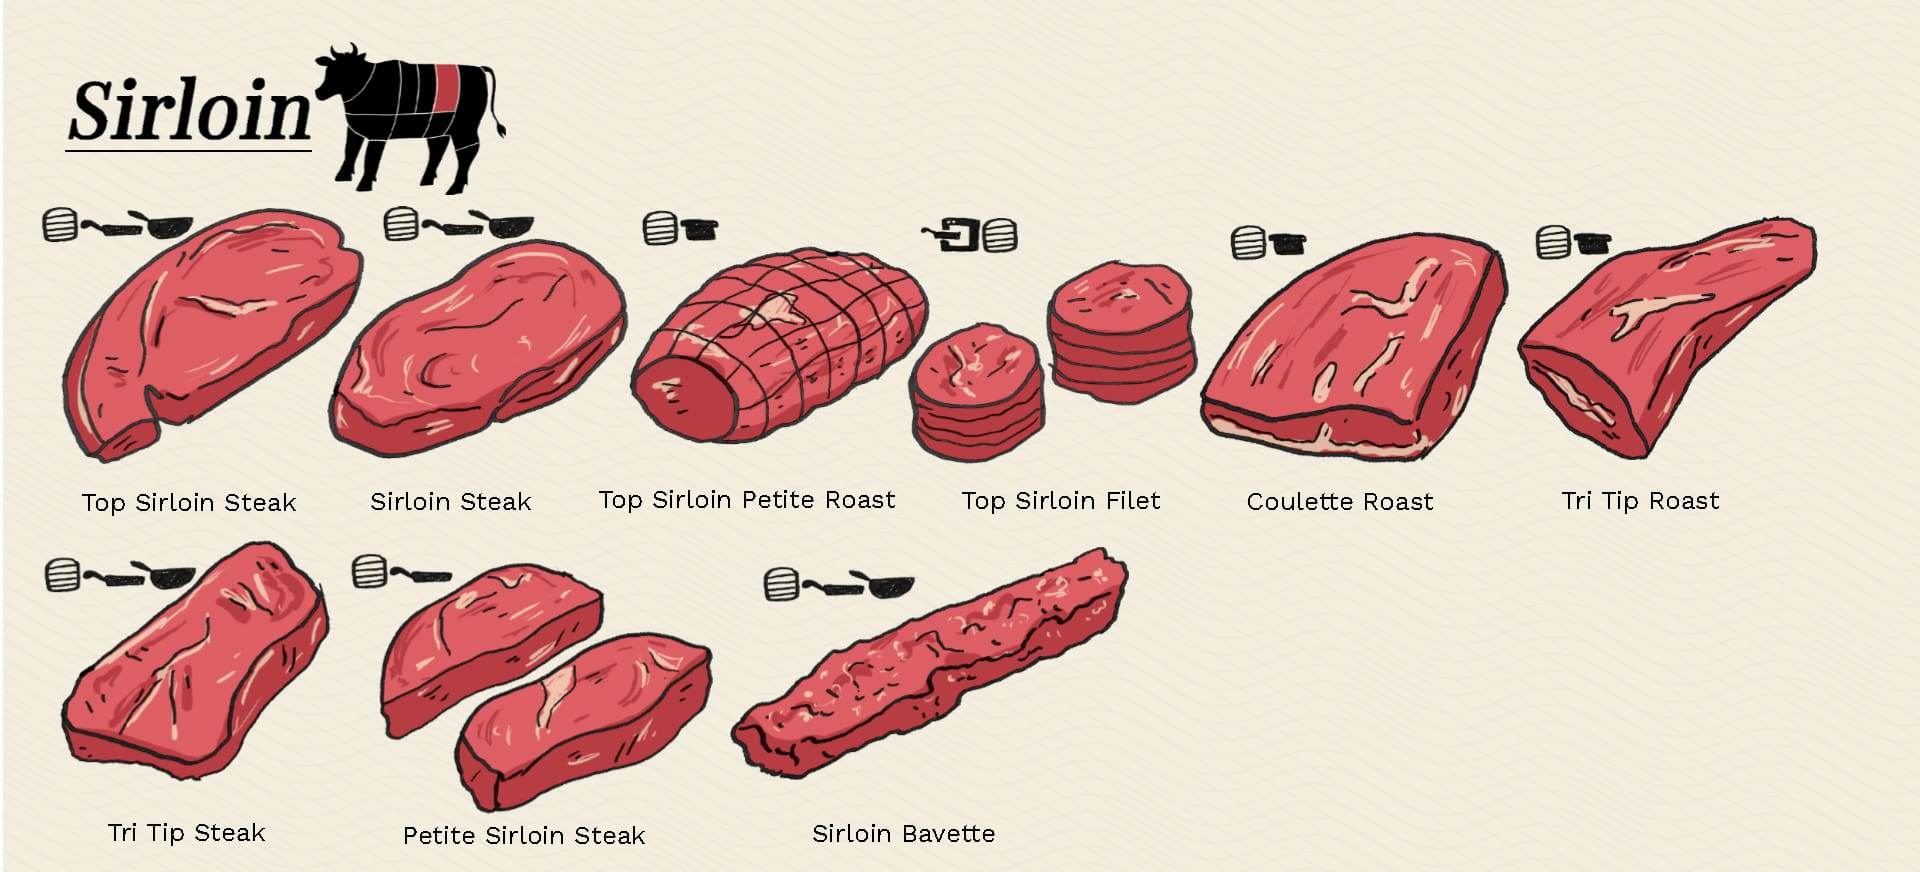 Sirloin
Top Sirloin Steak
Sirloin Steak
Top Sirloin Petite Roast
Top Sirloin Filet
Coulette Roast
Tri Tip Roast
Tri Tip Steak
Petite Sirloin Steak
Sirloin Bavette